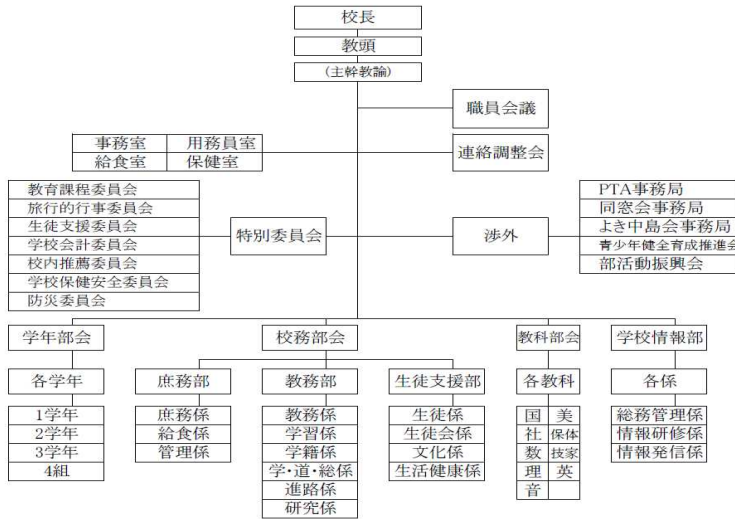 校長
教頭
(主幹教諭)
職員会議
事務室 用務員室
給食室 保健室
連絡調整会
教育課程委員会
旅行的行事委員会
生徒支援委員会
学校会計委員会
校内推薦委員会
学校保健安全委員会
防災委員会
特別委員会
渉外
PTA事務局
同窓会事務局
よき中島会事務局
青少年健全育成推進会
部活動振興会
学年部会
校務部会
教科部会
学校情報部
各学年
庶務部
教務部
生徒支援部
各教科
各係
1学年
2学年
3学年
4組
庶務係
給食係
管理係
教務係
学習係
学籍係
学・道・総係
進路係
研究係
生徒係
生徒会係
文化係
生活健康係
国 美
社 保体
数 技家
理 英
音
総務管理係
情報研修係
情報発信係